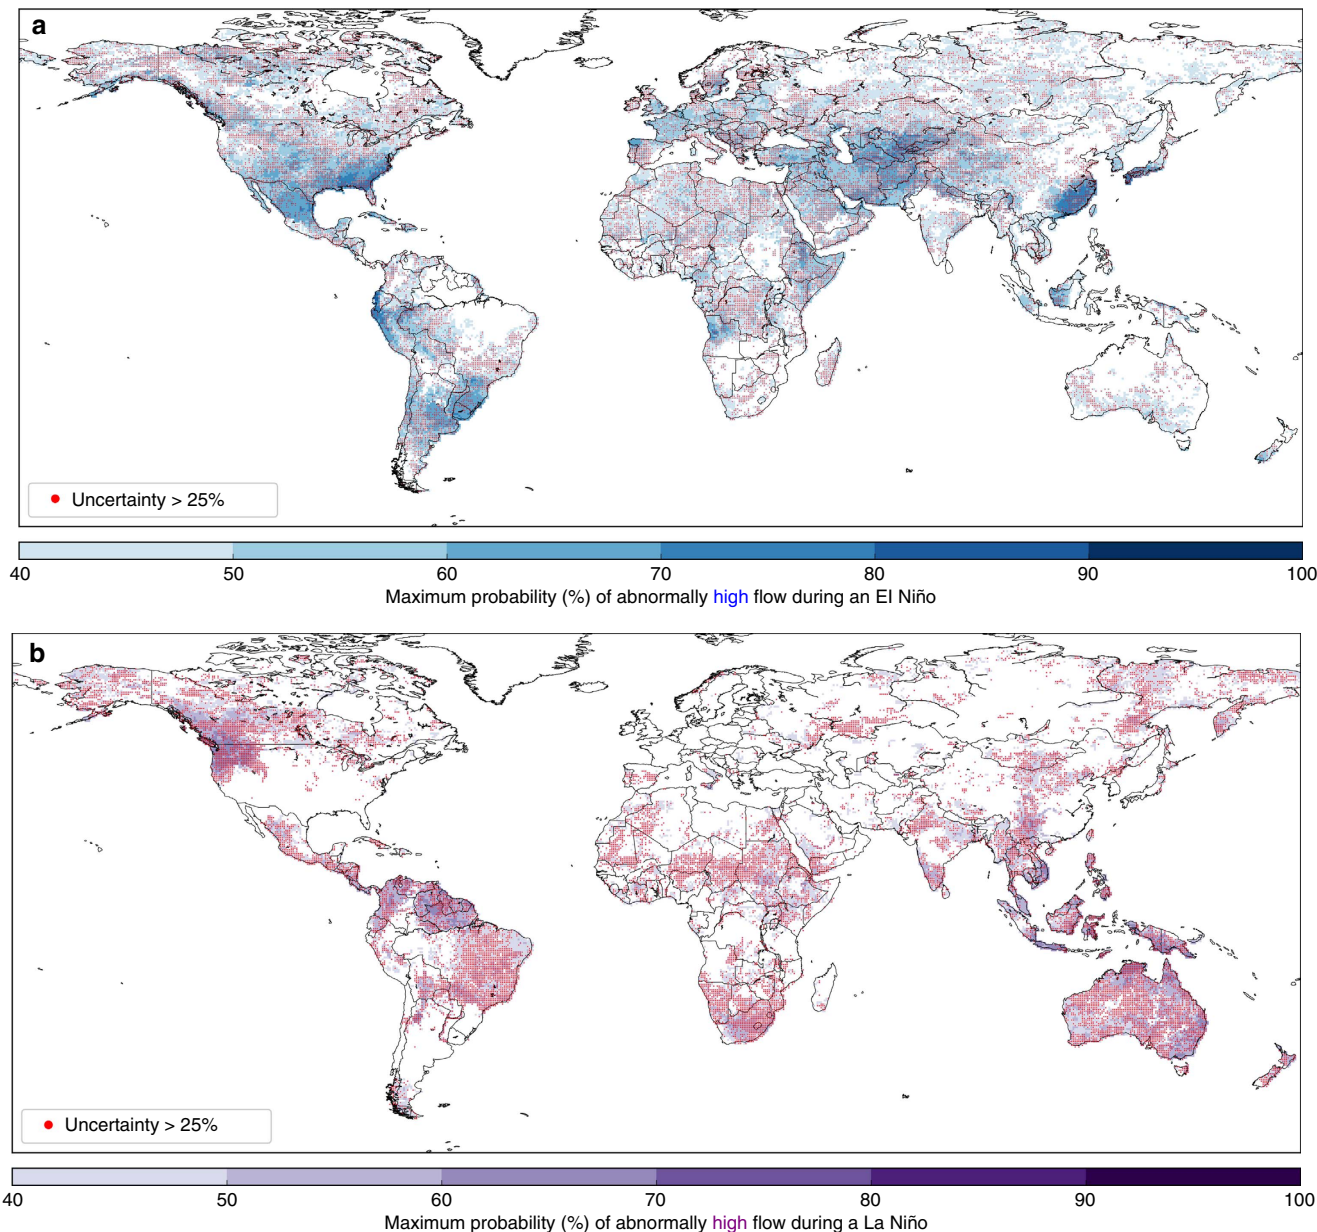 a
Uncertainty > 25%
40 50 60 70 80 90 100
Maximum probability (%) of abnormally high flow during an El Niño
b
Uncertainty > 25%
40 50 60 70 80 90 100
Maximum probability (%) of abnormally high flow during a La Niño